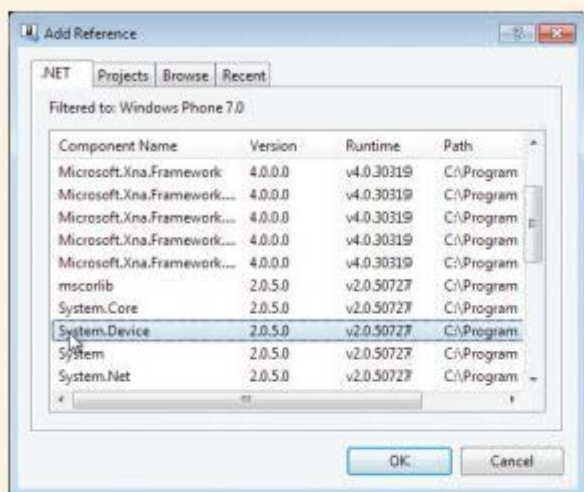 Add Reference
.NET Projects Browse Recent
Filtered to: Windows Phone 7.0
Component Name Version Runtime Path
Microsoft.Xna.Framework 4.0.0.0 v4.0.30319 C:\Program
Microsoft.Xna.Framework.... 4.0.0.0 v4.0.30319 C:\Program
Microsoft.Xna.Framework.... 4.0.0.0 v4.0.30319 C:\Program
Microsoft.Xna.Framework.... 4.0.0.0 v4.0.30319 C:\Program
Microsoft.Xna.Framework.... 4.0.0.0 v4.0.30319 C:\Program
mscorlib 2.0.5.0 v2.0.50727 C:\Program
System.Core 2.0.5.0 v2.0.50727 C:\Program
System.Device 2.0.5.0 v2.0.50727 C:\Program
System 2.0.5.0 v2.0.50727 C:\Program
System.Net 2.0.5.0 v2.0.50727 C:\Program
OK Cancel